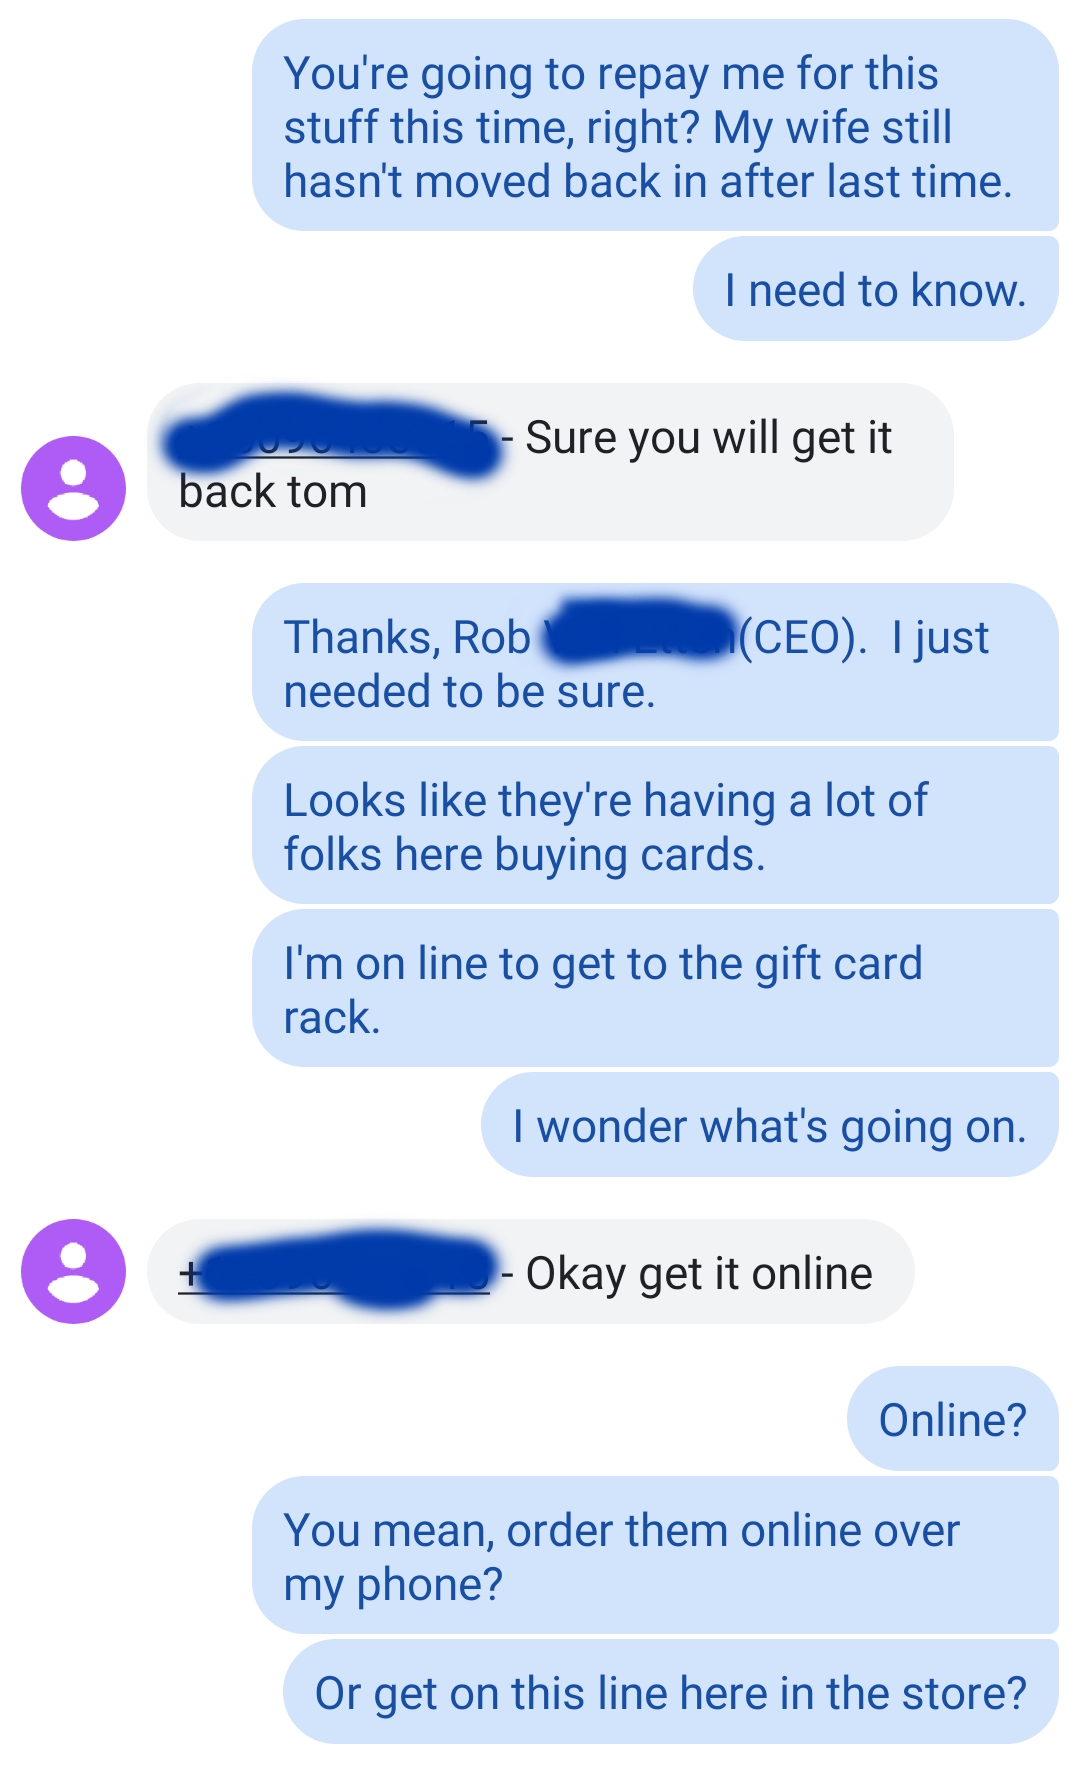 You're going to repay me for this
stuff this time, right? My wife still
hasn't moved back in after last time.
I need to know.
- Sure you will get it
back tom
Thanks, Rob (CEO). I just
needed to be sure.
Looks like they're having a lot of
folks here buying cards.
I'm on line to get to the gift card
rack.
I wonder what's going on.
+ - Okay get it online
Online?
You mean, order them online over
my phone?
Or get on this line here in the store?